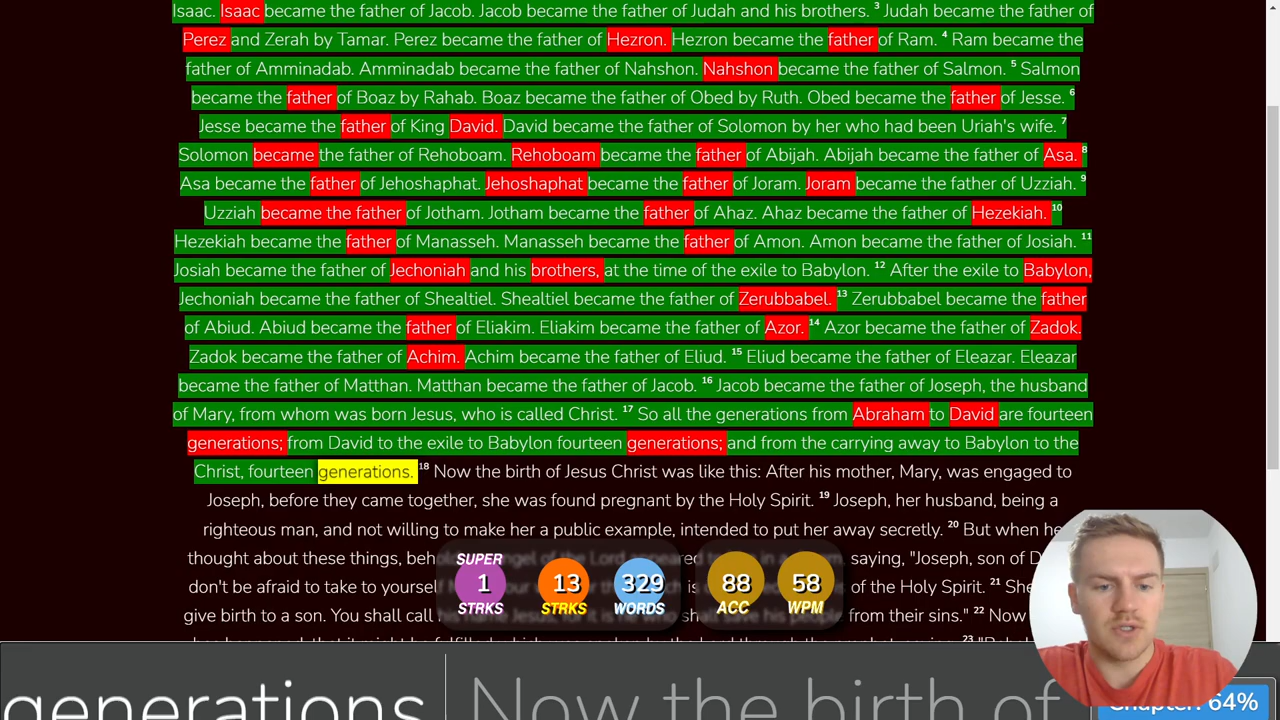 Isaac. Isaac became the father of Jacob. Jacob became the father of Judah and his brothers. 3 Judah became the father of
Perez and Zerah by Tamar. Perez became the father of Hezron. Hezron became the father of Ram. 4 Ram became the
father of Amminadab. Amminadab became the father of Nahshon. Nahshon became the father of Salmon. 5 Salmon
became the father of Boaz by Rahab. Boaz became the father of Obed by Ruth. Obed became the father of Jesse. 6
Jesse became the father of King David. David became the father of Solomon by her who had been Uriah's wife. 7
Solomon became the father of Rehoboam. Rehoboam became the father of Abijah. Abijah became the father of Asa. 8
Asa became the father of Jehoshaphat. Jehoshaphat became the father of Joram. Joram became the father of Uzziah. 9
Uzziah became the father of Jotham. Jotham became the father of Ahaz. Ahaz became the father of Hezekiah. 10
Hezekiah became the father of Manasseh. Manasseh became the father of Amon. Amon became the father of Josiah. 11
Josiah became the father of Jechoniah and his brothers, at the time of the exile to Babylon. 12 After the exile to Babylon,
Jechoniah became the father of Shealtiel. Shealtiel became the father of Zerubbabel. 13 Zerubbabel became the father
of Abiud. Abiud became the father of Eliakim. Eliakim became the father of Azor. 14 Azor became the father of Zadok.
Zadok became the father of Achim. Achim became the father of Eliud. 15 Eliud became the father of Eleazar. Eleazar
became the father of Matthan. Matthan became the father of Jacob. 16 Jacob became the father of Joseph, the husband
of Mary, from whom was born Jesus, who is called Christ. 17 So all the generations from Abraham to David are fourteen
generations; from David to the exile to Babylon fourteen generations; and from the carrying away to Babylon to the
Christ, fourteen generations. 18 Now the birth of Jesus Christ was like this: After his mother, Mary, was engaged to
Joseph, before they came together, she was found pregnant by the Holy Spirit. 19 Joseph, her husband, being a
righteous man, and not willing to make her a public example, intended to put her away secretly. 20 But when he
thought about these things, saying, "Joseph, son of
don't be afraid to take to of the Holy Spirit. 21
give birth to a son. You shall call from their sins." 22 Now
23
SUPER
1 13 329 88 58
STRKS STRKS WORDS ACC WPM
generations Now the birth of
Chapter: 64%